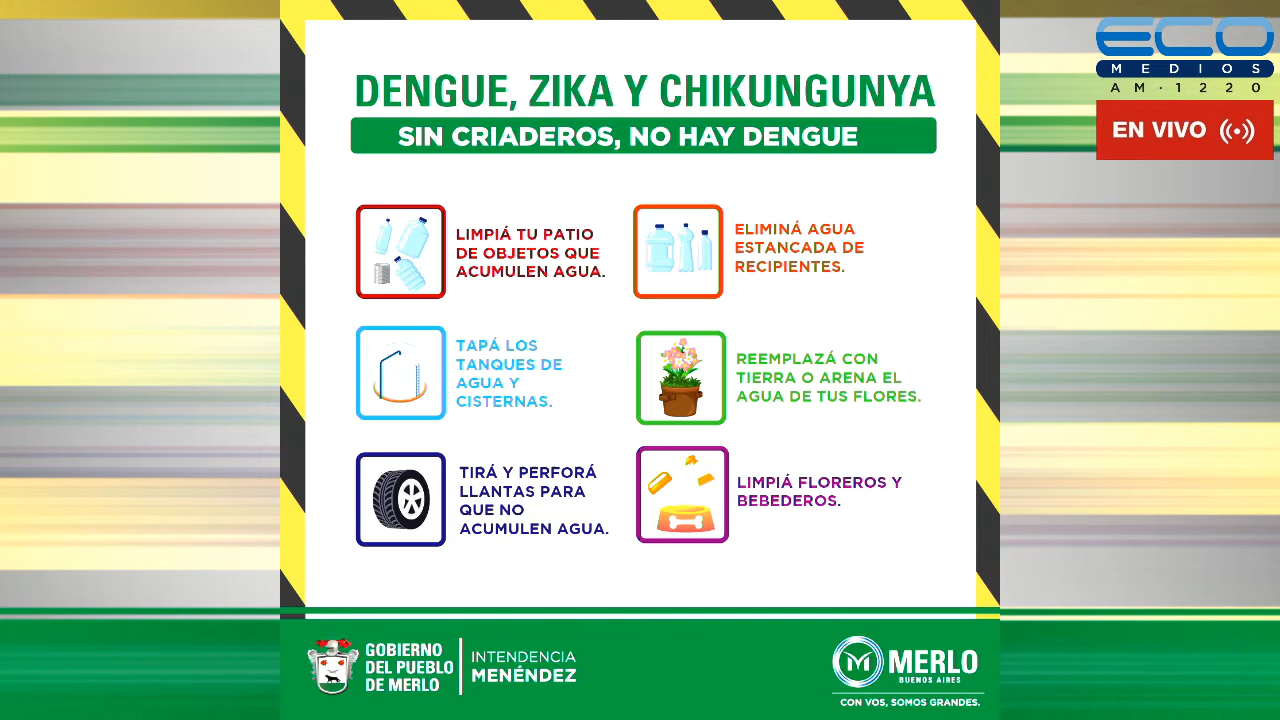 ECO
MEDIOS
AM·1220
EN VIVO
DENGUE, ZIKA Y CHIKUNGUNYA
SIN CRIADEROS, NO HAY DENGUE
LIMPIÁ TU PATIO
DE OBJETOS QUE
ACUMULEN AGUA.
ELIMINÁ AGUA
ESTANCADA DE
RECIPIENTES.
TAPÁ LOS
TANQUES DE
AGUA Y
CISTERNAS.
REEMPLAZÁ CON
TIERRA O ARENA EL
AGUA DE TUS FLORES.
TIRÁ Y PERFORÁ
LLANTAS PARA
QUE NO
ACUMULEN AGUA.
LIMPIÁ FLOREROS Y
BEBEDEROS.
GOBIERNO
DEL PUEBLO
DE MERLO
INTENDENCIA
MENÉNDEZ
MERLO
BUENOS AIRES
CON VOS, SOMOS GRANDES.